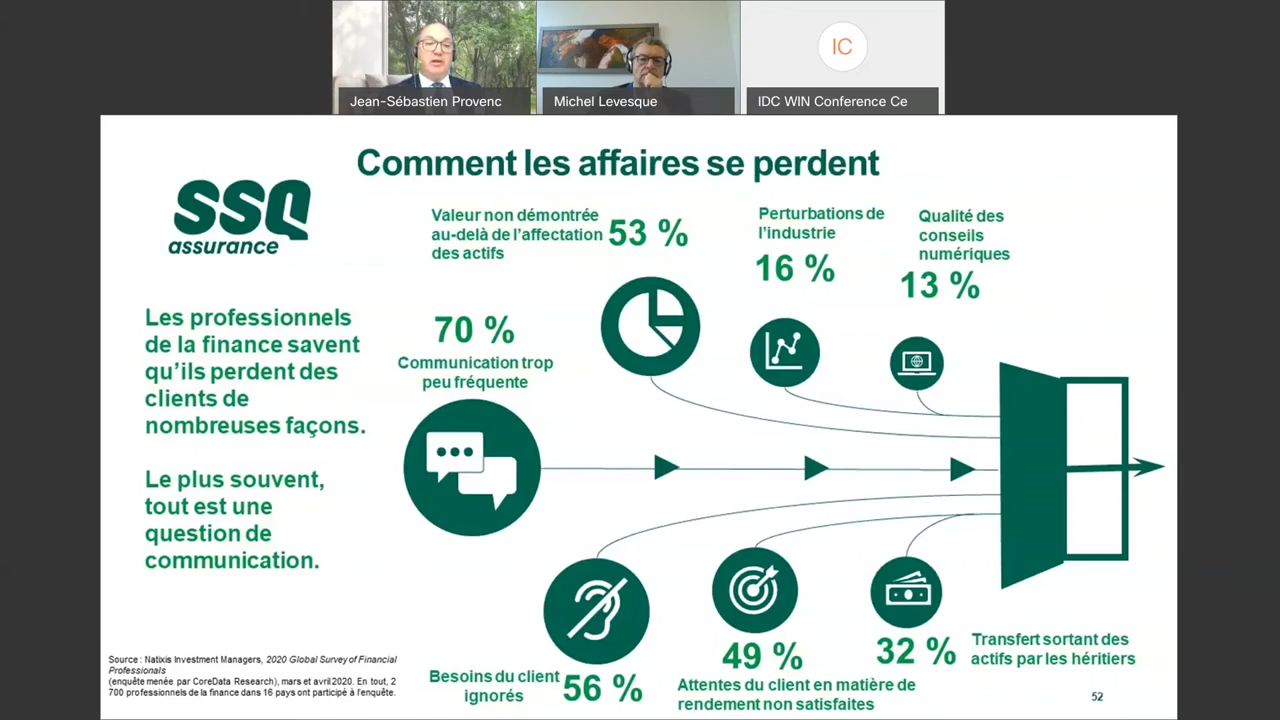 Jean-Sébastien Provenc
Michel Levesque
IC
IDC WIN Conference Ce
Comment les affaires se perdent
SSQ
assurance
Valeur non démontrée
au-delà de l'affectation
des actifs
53 %
Perturbations de
l'industrie
16 %
Qualité des
conseils
numériques
13 %
Les professionnels
de la finance savent
qu'ils perdent des
clients de
nombreuses façons.
Le plus souvent,
tout est une
question de
communication.
70 %
Communication trop
peu fréquente
Besoins du client
ignorés
56 %
49 %
Attentes du client en matière de
rendement non satisfaites
32 %
Transfert sortant des
actifs par les héritiers
Source : Natixis Investment Managers, 2020 Global Survey of Financial
Professionals
(enquête menée par CoreData Research), mars et avril 2020. En tout, 2
700 professionnels de la finance dans 16 pays ont participé à l'enquête.
52